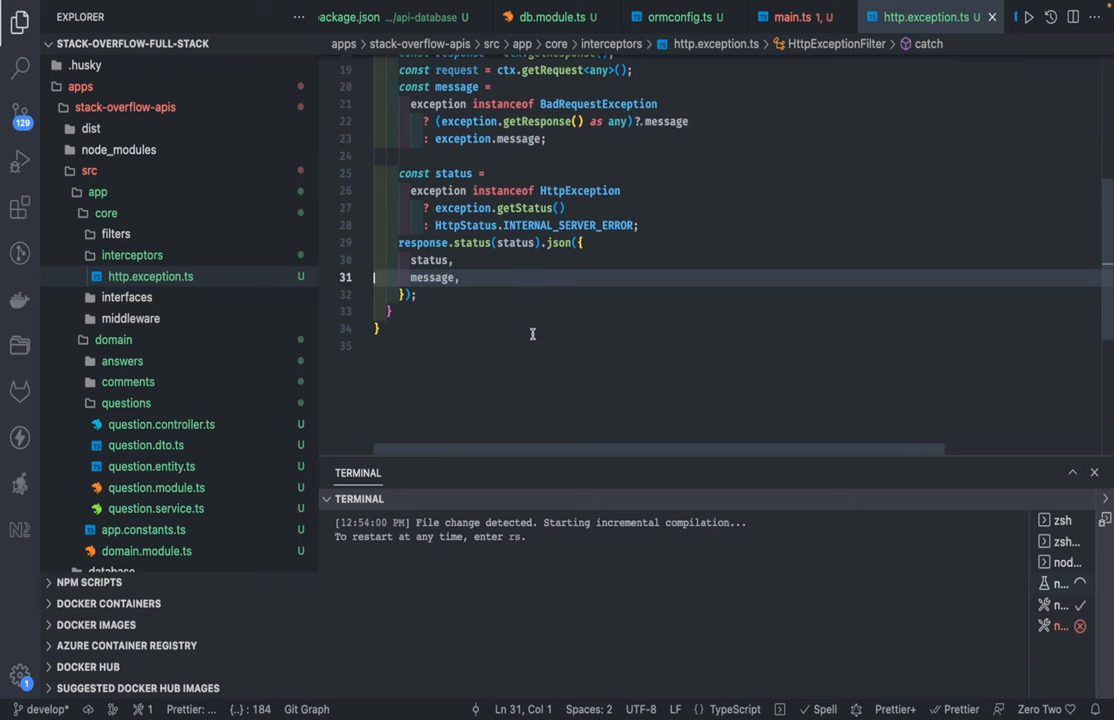 EXPLORER
package.json .../api-database U
db.module.ts U
ormconfig.ts U
main.ts 1, U
http.exception.ts U
STACK-OVERFLOW-FULL-STACK
apps > stack-overflow-apis > src > app > core > interceptors > http.exception.ts > HttpExceptionFilter > catch
.husky
apps
stack-overflow-apis
dist
node_modules
src
app
core
filters
interceptors
http.exception.ts U
interfaces
middleware
domain
answers
comments
questions
question.controller.ts U
question.dto.ts U
question.entity.ts U
question.module.ts U
question.service.ts U
app.constants.ts U
domain.module.ts U
database
NPM SCRIPTS
DOCKER CONTAINERS
DOCKER IMAGES
AZURE CONTAINER REGISTRY
DOCKER HUB
SUGGESTED DOCKER HUB IMAGES
129
1
19 const request = ctx.getRequest<any>();
20 const message =
21 exception instanceof BadRequestException
22 ? (exception.getResponse() as any)?.message
23 : exception.message;
24
25 const status =
26 exception instanceof HttpException
27 ? exception.getStatus()
28 : HttpStatus.INTERNAL_SERVER_ERROR;
29 response.status(status).json({
30 status,
31 message,
32 });
33 }
34 }
35
TERMINAL
TERMINAL
[12:54:00 PM] File change detected. Starting incremental compilation...
To restart at any time, enter rs.
zsh
zsh...
nod...
n...
n...
n...
develop* 1 Prettier: ... {..} : 184 Git Graph Ln 31, Col 1 Spaces: 2 UTF-8 LF TypeScript Spell Prettier+ Prettier Zero Two